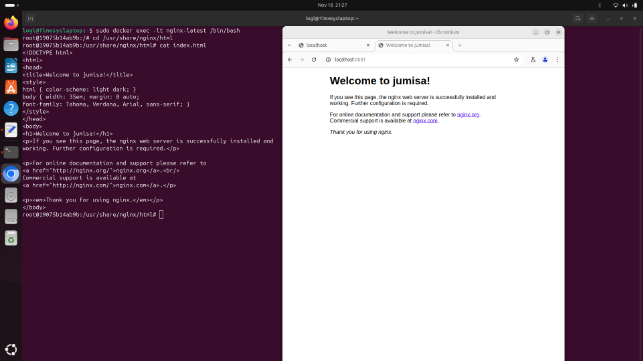 Nov 10 21:27
logi@finesyslaptop: ~
logi@finesyslaptop:~$ sudo docker exec -it nginx-latest /bin/bash
root@19075b14ab9b:/# cd /usr/share/nginx/html
root@19075b14ab9b:/usr/share/nginx/html# cat index.html
<!DOCTYPE html>
<html>
<head>
<title>Welcome to jumisa!</title>
<style>
html { color-scheme: light dark; }
body { width: 35em; margin: 0 auto;
font-family: Tahoma, Verdana, Arial, sans-serif; }
</style>
</head>
<body>
<h1>Welcome to jumisa!</h1>
<p>If you see this page, the nginx web server is successfully installed and
working. Further configuration is required.</p>
<p>For online documentation and support please refer to
<a href="http://nginx.org/">nginx.org</a>.<br/>
Commercial support is available at
<a href="http://nginx.com/">nginx.com</a>.</p>
<p><em>Thank you for using nginx.</em></p>
</body>
root@19075b14ab9b:/usr/share/nginx/html#
Welcome to jumisa! - Chromium
localhost
Welcome to jumisa!
Welcome to jumisa!
If you see this page, the nginx web server is successfully installed and
working. Further configuration is required.
For online documentation and support please refer to nginx.org.
Commercial support is available at nginx.com.
Thank you for using nginx.